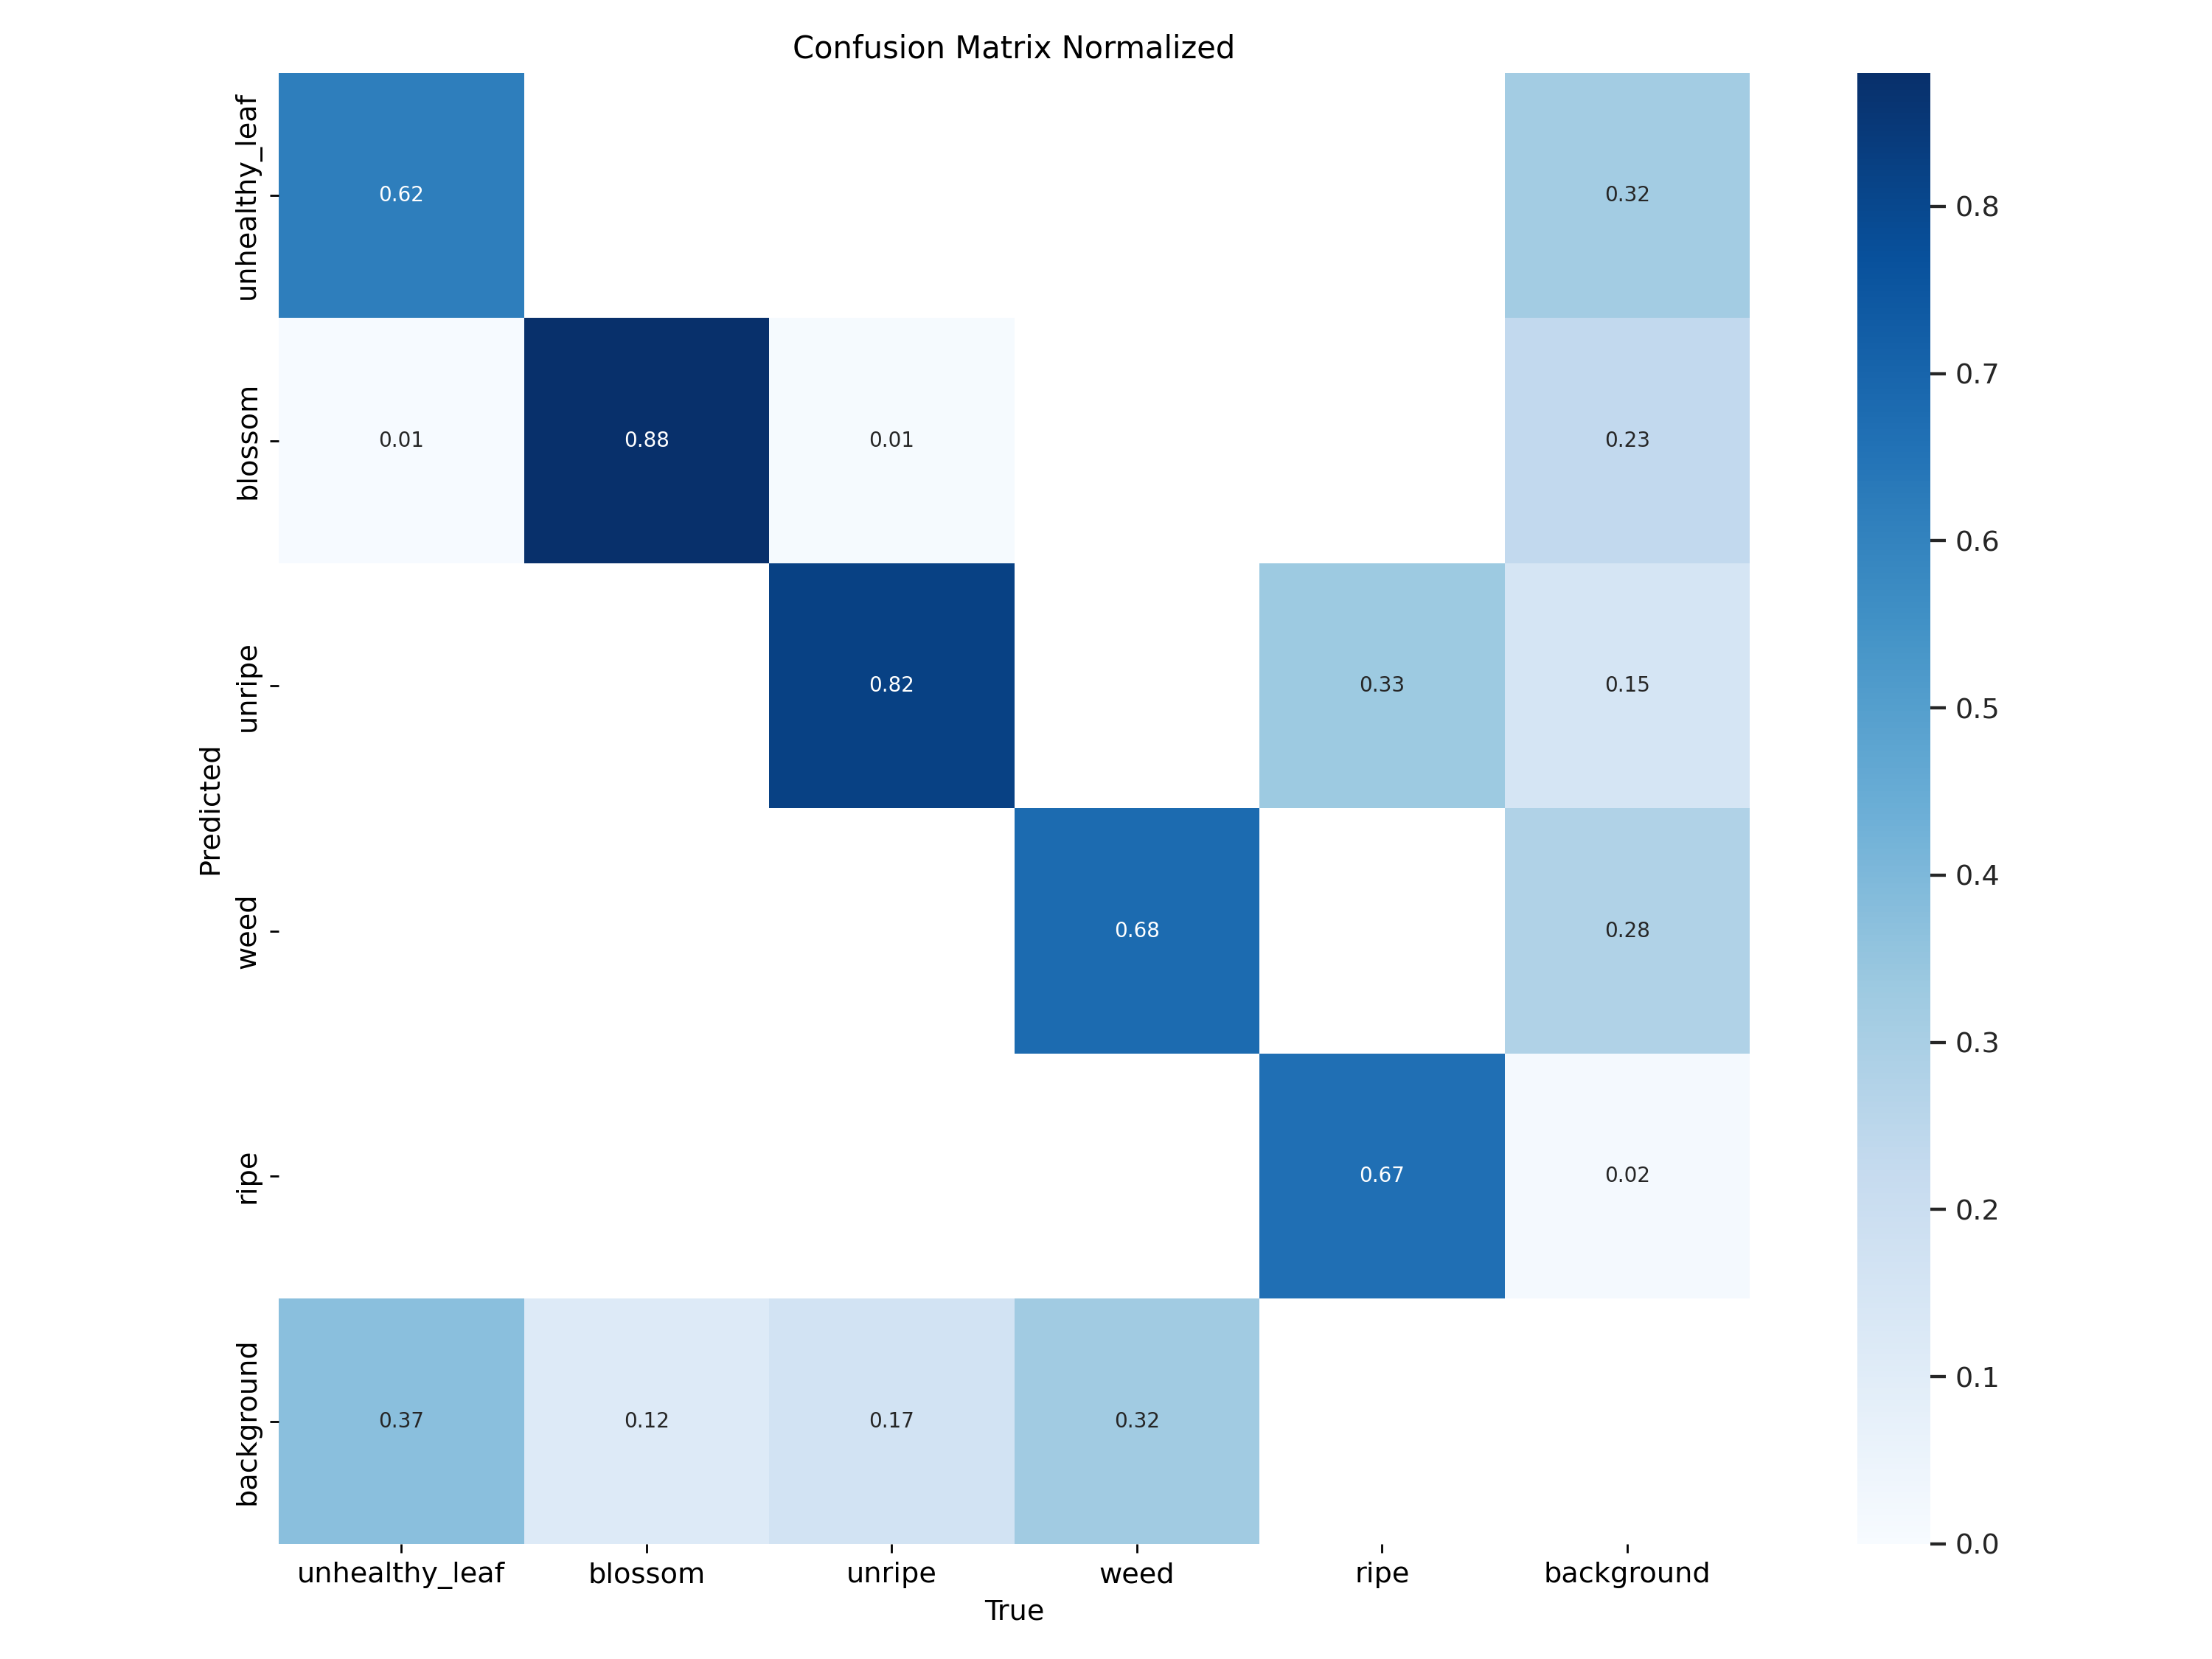 Confusion Matrix Normalized
unhealthy_leaf
0.62
0.32
blossom
0.01
0.88
0.01
0.23
unripe
0.82
0.33
0.15
weed
0.68
0.28
ripe
0.67
0.02
background
0.37
0.12
0.17
0.32
Predicted
unhealthy_leaf
blossom
unripe
weed
ripe
background
True
0.8
0.7
0.6
0.5
0.4
0.3
0.2
0.1
0.0